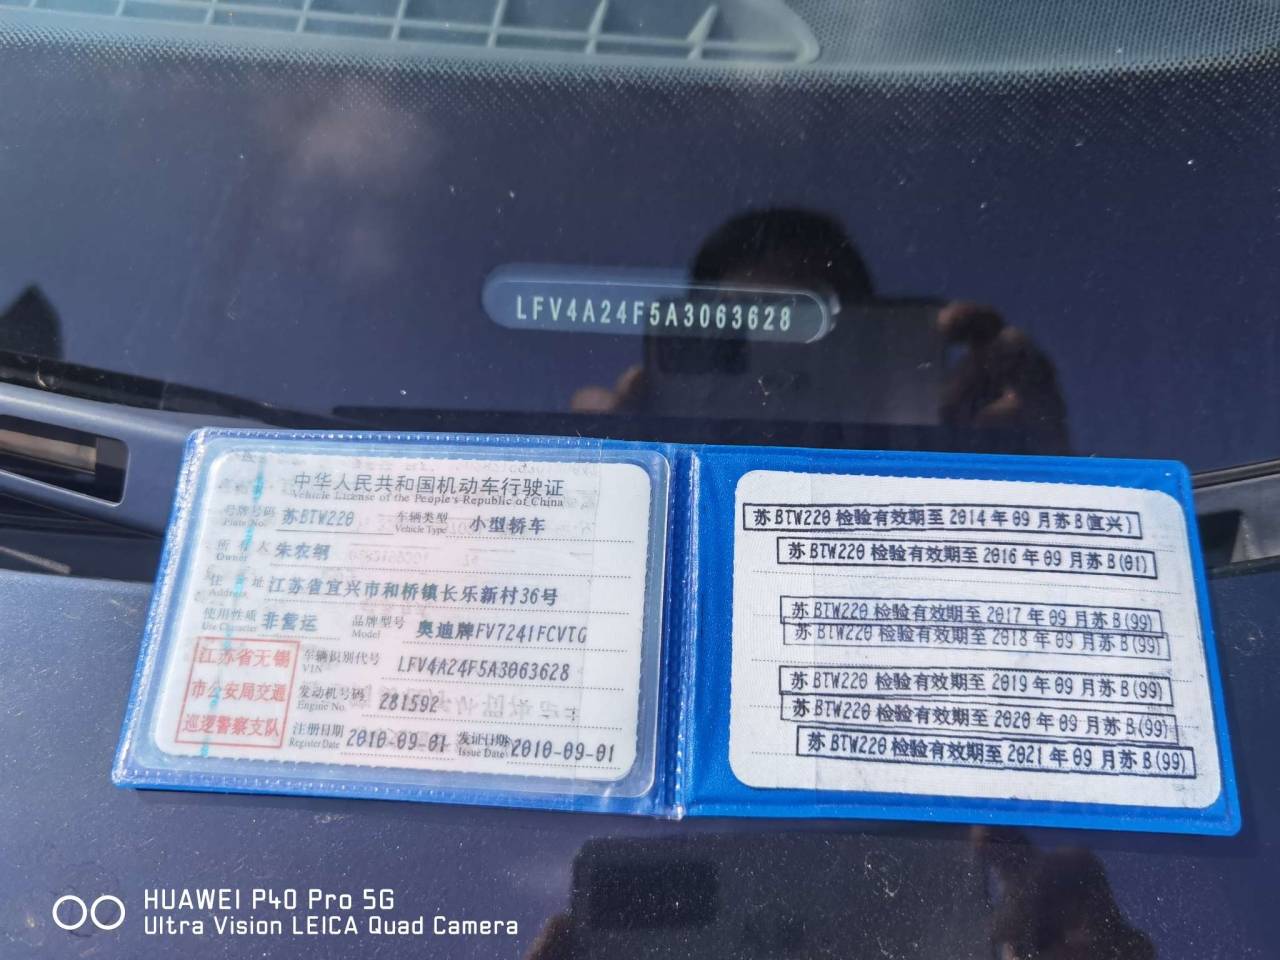 LFV4A24F5A3063628
中华人民共和国机动车行驶证
Vehicle License of the People's Republic of China
号牌号码 苏BTW220 车辆类型 小型轿车
Plate No. Vehicle Type
所有人 朱农钢
Owner
住址 江苏省宜兴市和桥镇长乐新村36号
Address
使用性质 非营运 品牌型号 奥迪牌FV7241FCVTG
Use Character Model
江苏省无锡
市公安局交通
巡逻警察支队
车辆识别代号 LFV4A24F5A3063628
VIN
发动机号码 281592
Engine No.
注册日期 2010-09-01 发证日期 2010-09-01
Register Date Issue Date
苏BTW220检验有效期至2014年09月苏B(宜兴)
苏BTW220检验有效期至2016年09月苏B(01)
苏BTW220检验有效期至2017年09月苏B(99)
苏BTW220检验有效期至2018年09月苏B(99)
苏BTW220检验有效期至2019年09月苏B(99)
苏BTW220检验有效期至2020年09月苏B(99)
苏BTW220检验有效期至2021年09月苏B(99)
HUAWEI P40 Pro 5G
Ultra Vision LEICA Quad Camera